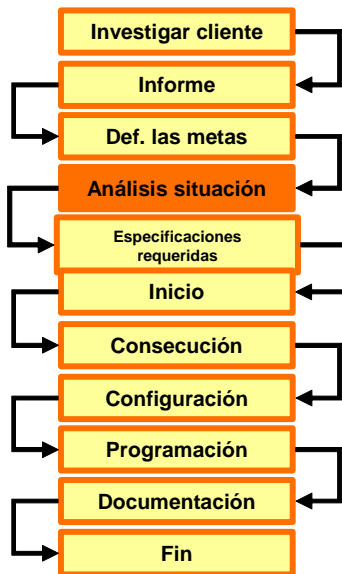 Investigar cliente
Informe
Def. las metas
Análisis situación
Especificaciones
requeridas
Inicio
Consecución
Configuración
Programación
Documentación
Fin